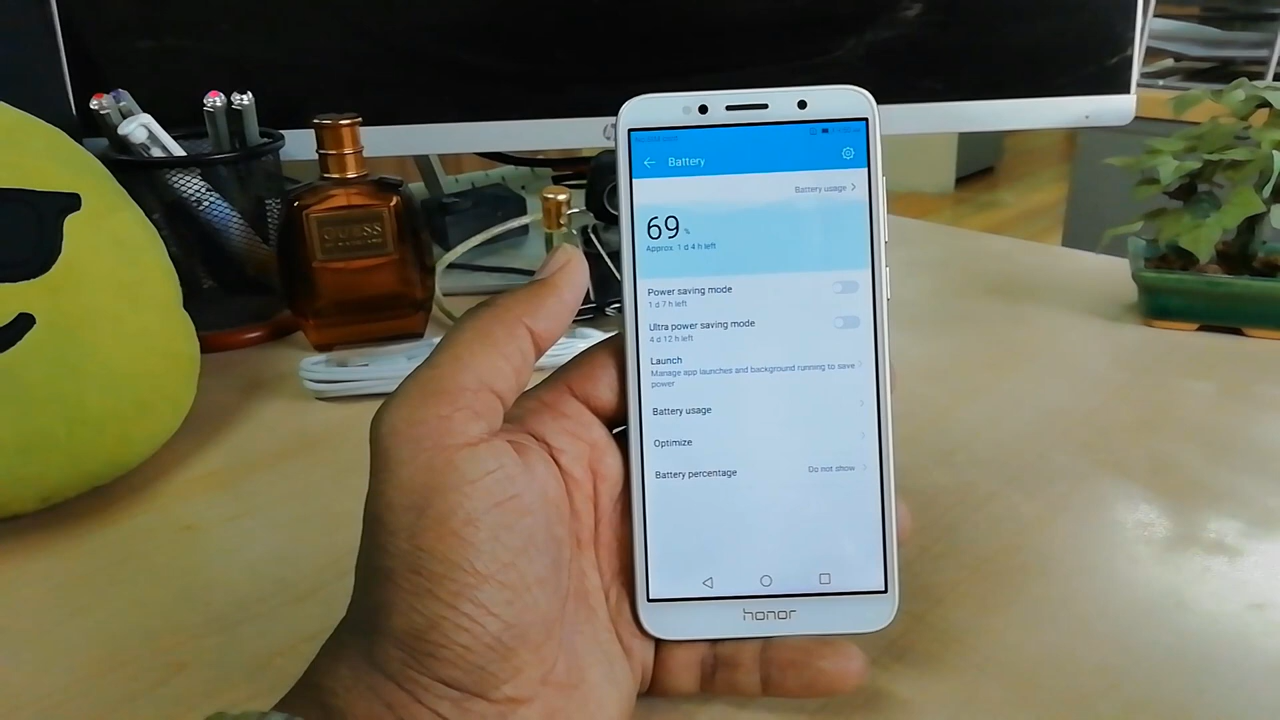 Battery
Battery usage
69 %
Approx. 1 d 4 h left
Power saving mode
1 d 7 h left
Ultra power saving mode
4 d 12 h left
Launch
Manage app launches and background running to save
power
Battery usage
Optimize
Battery percentage Do not show
honor
GUESS
hp